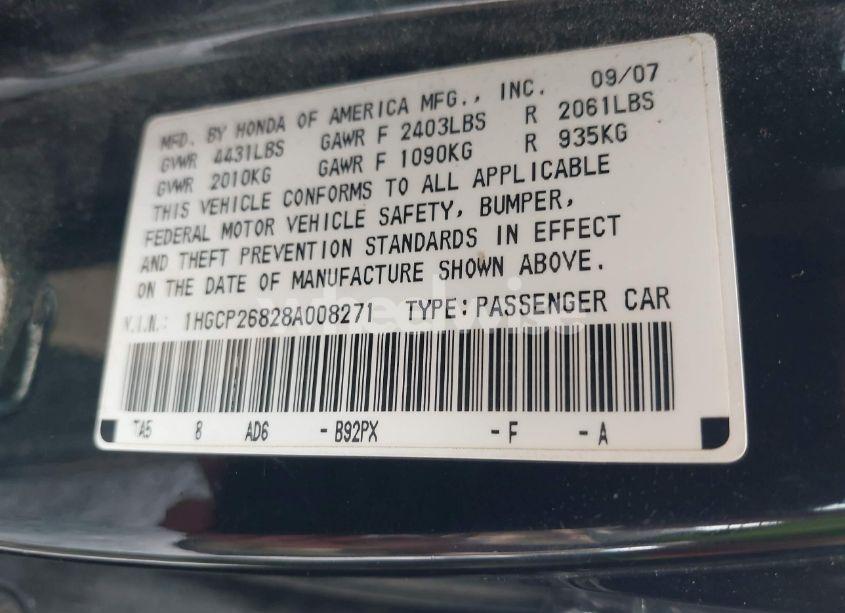 MFD. BY HONDA OF AMERICA MFG., INC. 09/07
GVWR 4431LBS GAWR F 2403LBS R 2061LBS
GVWR 2010KG GAWR F 1090KG R 935KG
THIS VEHICLE CONFORMS TO ALL APPLICABLE
FEDERAL MOTOR VEHICLE SAFETY, BUMPER,
AND THEFT PREVENTION STANDARDS IN EFFECT
ON THE DATE OF MANUFACTURE SHOWN ABOVE.
V.I.N.: 1HGCP26828A008271 TYPE: PASSENGER CAR
TA5 8 AD6 - B92PX - F - A